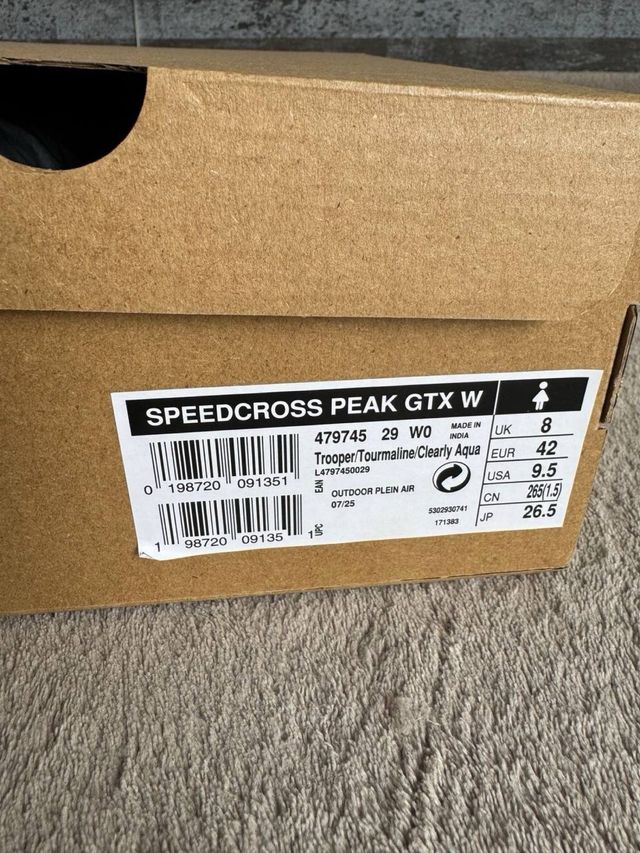 SPEEDCROSS PEAK GTX W
479745 29 W0
MADE IN
INDIA
Trooper/Tourmaline/Clearly Aqua
L4797450029
0 198720 091351
EAN
OUTDOOR PLEIN AIR
07/25
5302930741
171383
1 98720 09135 1
UPC
UK 8
EUR 42
USA 9.5
CN 265(1.5)
JP 26.5